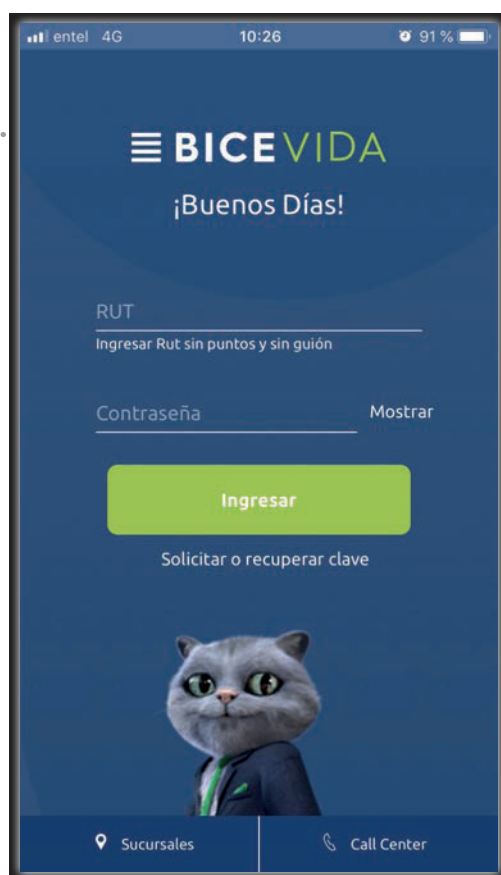 entel 4G 10:26 91 %
BICEVIDA
¡Buenos Días!
RUT
Ingresar Rut sin puntos y sin guión
Contraseña Mostrar
Ingresar
Solicitar o recuperar clave
Sucursales Call Center